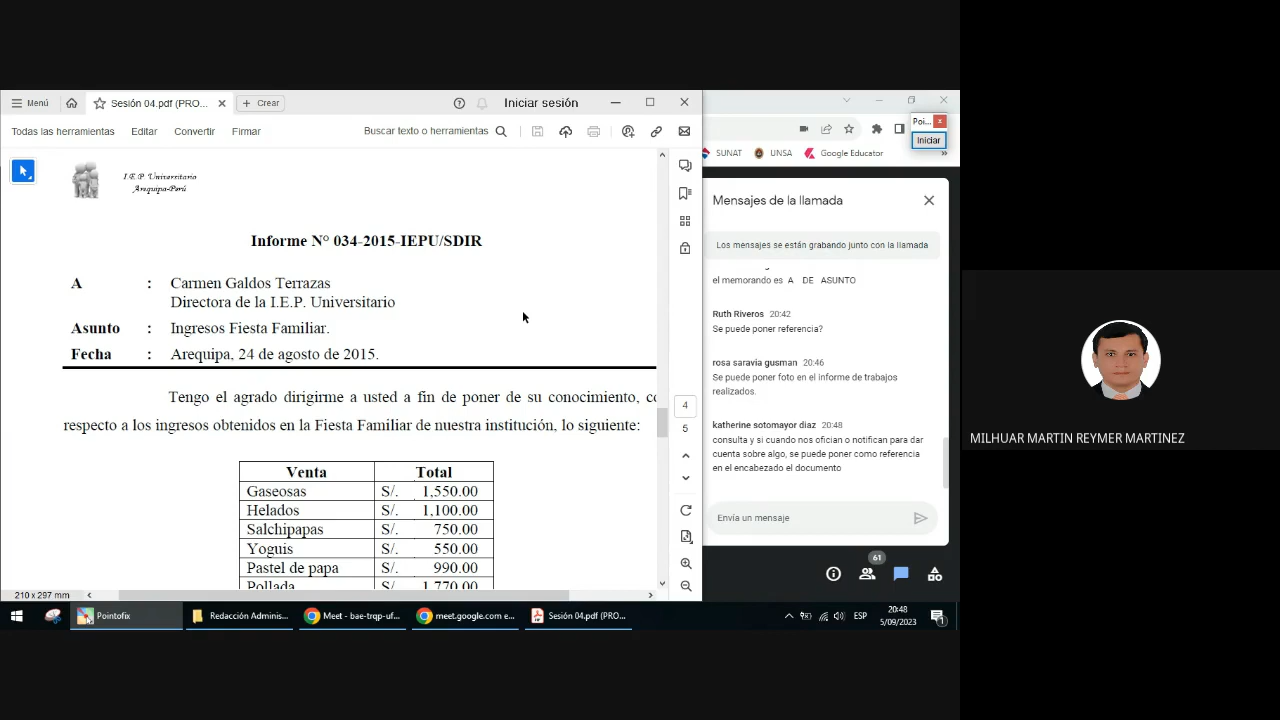 Menú
Sesión 04.pdf (PRO...
Crear
Iniciar sesión
Todas las herramientas
Editar
Convertir
Firmar
Buscar texto o herramientas
I.E.P. Universitario
Arequipa-Perú
Informe N° 034-2015-IEPU/SDIR
A : Carmen Galdos Terrazas
Directora de la I.E.P. Universitario
Asunto : Ingresos Fiesta Familiar.
Fecha : Arequipa, 24 de agosto de 2015.
Tengo el agrado dirigirme a usted a fin de poner de su conocimiento, co
respecto a los ingresos obtenidos en la Fiesta Familiar de nuestra institución, lo siguiente:
Venta Total
Gaseosas S/. 1,550.00
Helados S/. 1,100.00
Salchipapas S/. 750.00
Yoguis S/. 550.00
Pastel de papa S/. 990.00
Pollada S/. 1,770.00
4
5
210 x 297 mm
Poi...
Iniciar
SUNAT
UNSA
Google Educator
»
Mensajes de la llamada
Los mensajes se están grabando junto con la llamada
el memorando es A DE ASUNTO
Ruth Riveros 20:42
Se puede poner referencia?
rosa saravia gusman 20:46
Se puede poner foto en el informe de trabajos
realizados.
katherine sotomayor diaz 20:48
consulta y si cuando nos ofician o notifican para dar
cuenta sobre algo, se puede poner como referencia
en el encabezado el documento
Envía un mensaje
61
Pointofix
Redacción Adminis...
Meet - bae-trqp-uf...
meet.google.com e...
Sesión 04.pdf (PRO...
ESP
20:48
5/09/2023
1
MILHUAR MARTIN REYMER MARTINEZ